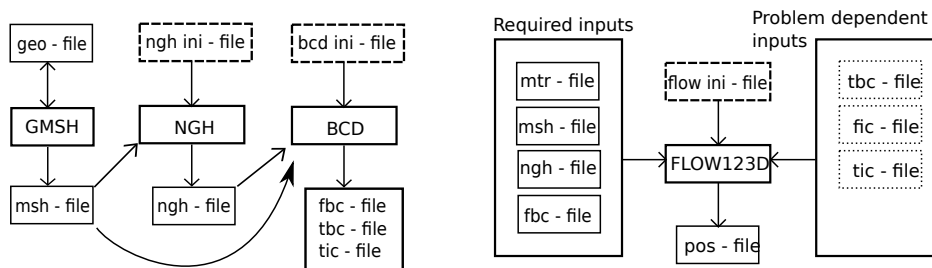 geo - file
ngh ini - file
bcd ini - file
GMSH
NGH
BCD
msh - file
ngh - file
fbc - file
tbc - file
tic - file
Required inputs
mtr - file
msh - file
ngh - file
fbc - file
flow ini - file
FLOW123D
pos - file
Problem dependent
inputs
tbc - file
fic - file
tic - file